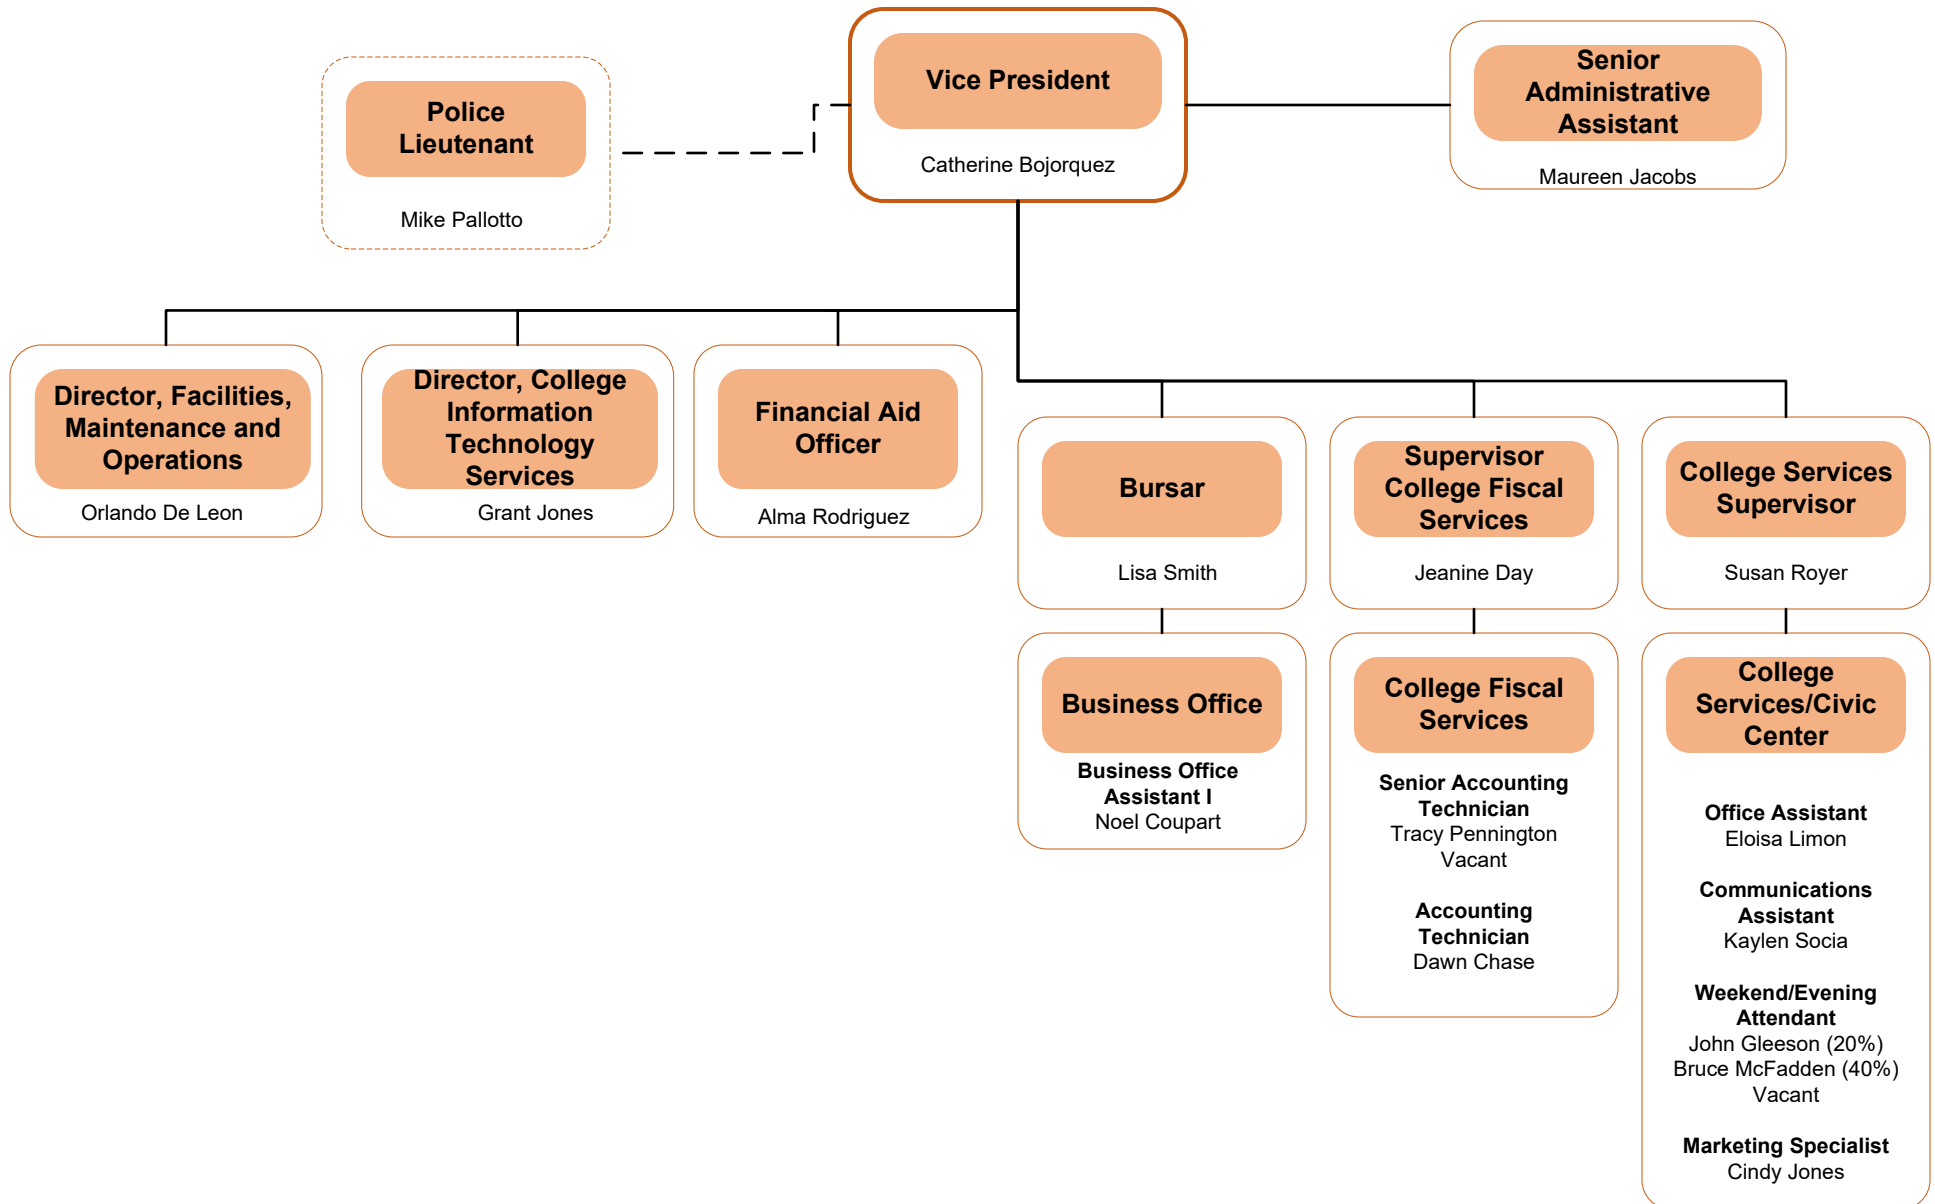 Vice President
Catherine Bojorquez
Police
Lieutenant
Mike Pallotto
Senior
Administrative
Assistant
Maureen Jacobs
Director, Facilities,
Maintenance and
Operations
Orlando De Leon
Director, College
Information
Technology
Services
Grant Jones
Financial Aid
Officer
Alma Rodriguez
Bursar
Lisa Smith
Supervisor
College Fiscal
Services
Jeanine Day
College Services
Supervisor
Susan Royer
Business Office
Business Office
Assistant I
Noel Coupart
College Fiscal
Services
Senior Accounting
Technician
Tracy Pennington
Vacant
Accounting
Technician
Dawn Chase
College
Services/Civic
Center
Office Assistant
Eloisa Limon
Communications
Assistant
Kaylen Socia
Weekend/Evening
Attendant
John Gleeson (20%)
Bruce McFadden (40%)
Vacant
Marketing Specialist
Cindy Jones